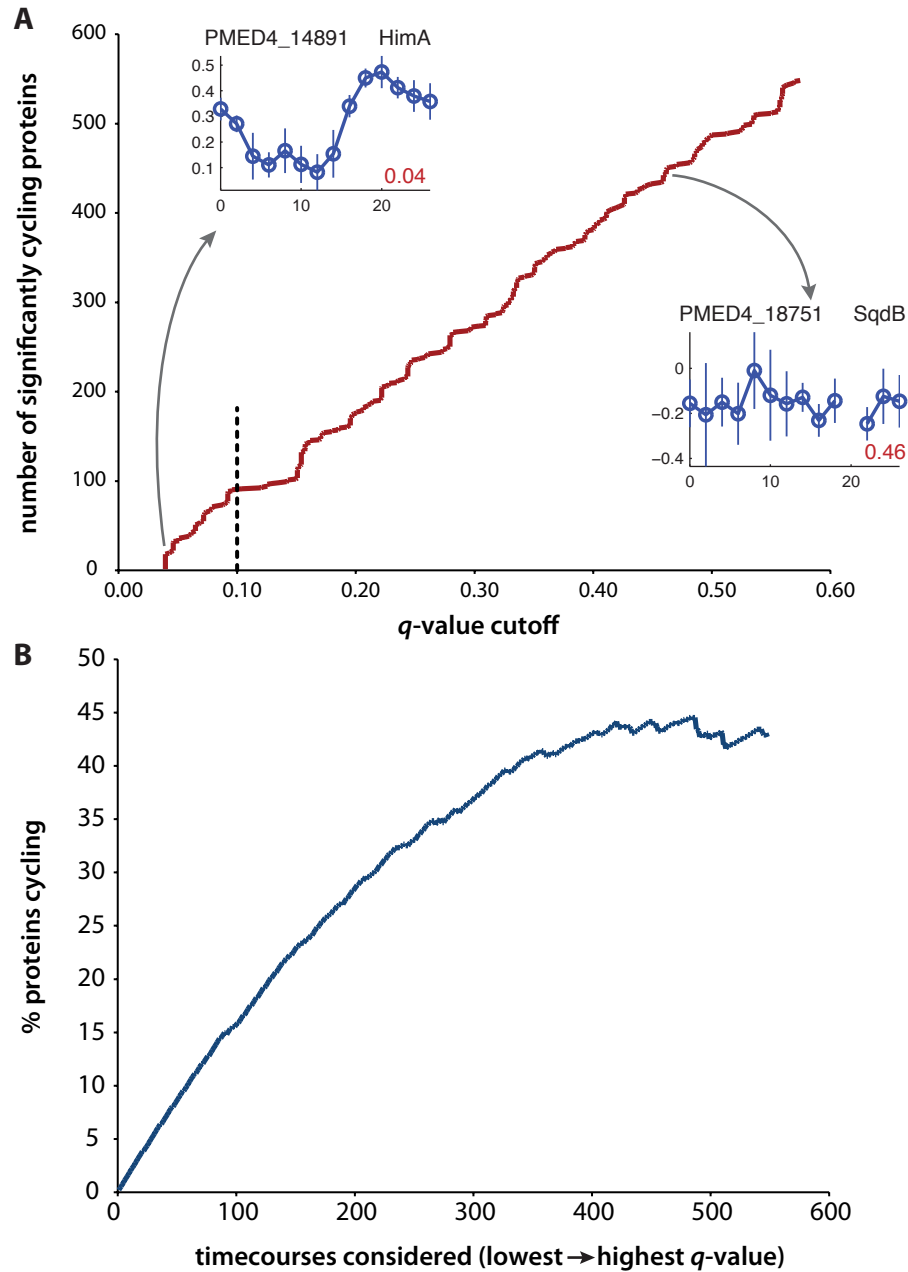 A
600
500
400
300
200
100
0
number of significantly cycling proteins
PMED4_14891 HimA
0.5
0.4
0.3
0.2
0.1
0 10 20
0.04
PMED4_18751 SqdB
0
−0.2
−0.4
0 10 20
0.46
0.00 0.10 0.20 0.30 0.40 0.50 0.60
q-value cutoff
B
50
45
40
35
30
25
20
15
10
5
0
% proteins cycling
0 100 200 300 400 500 600
timecourses considered (lowest → highest q-value)